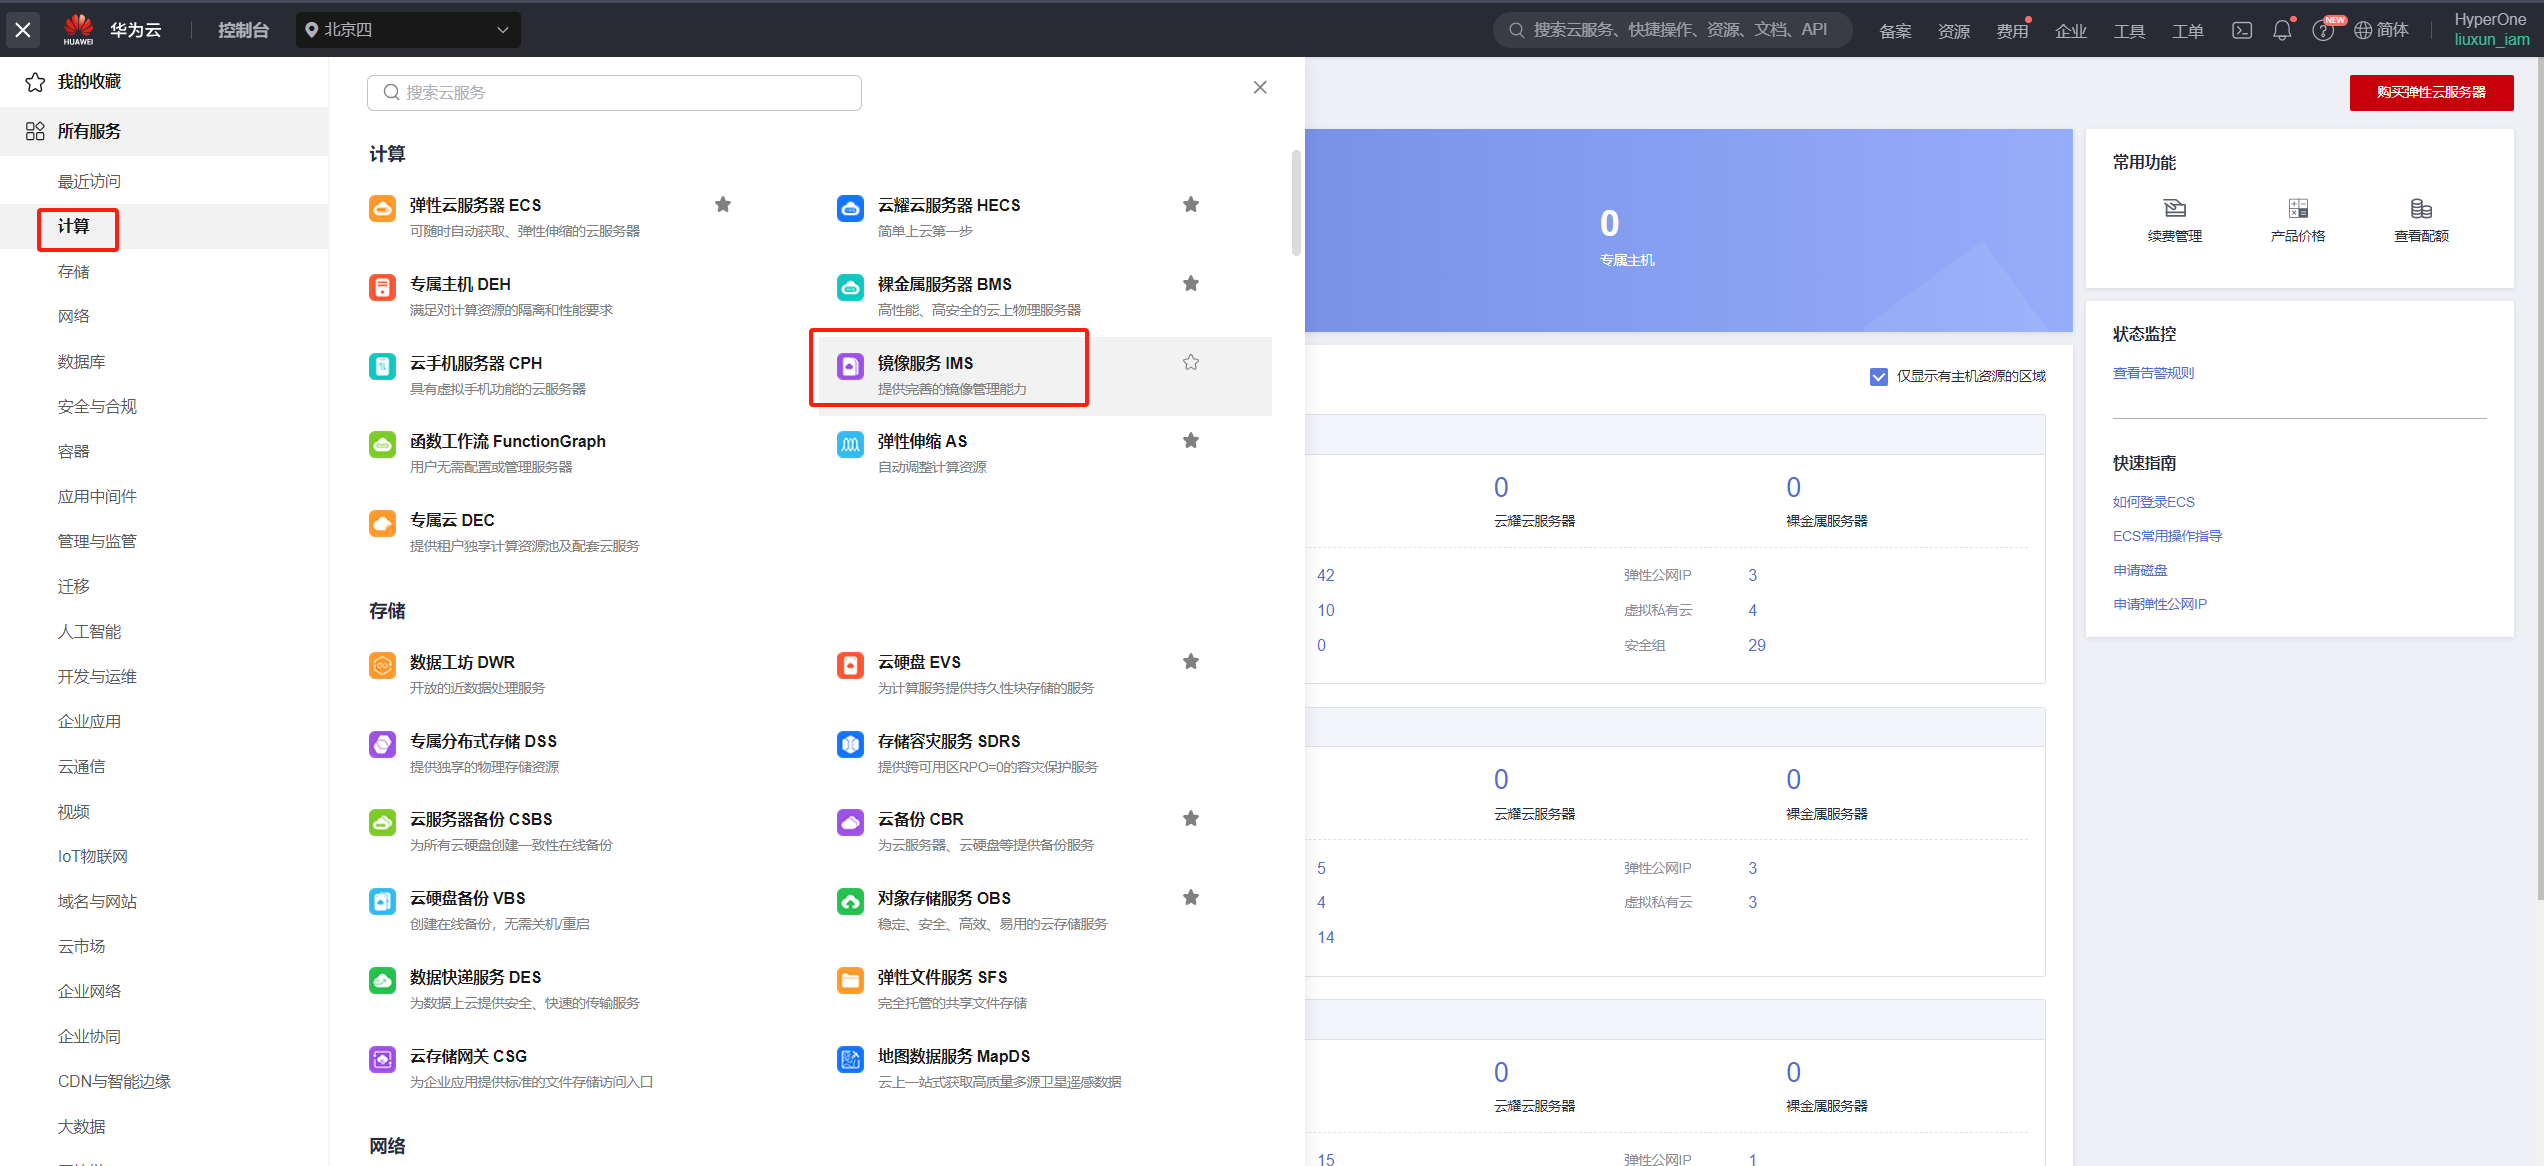 HUAWEI
华为云
控制台
北京四
搜索云服务、快捷操作、资源、文档、API
备案
资源
费用
企业
工具
工单
NEW
简体
HyperOne
liuxun_iam
我的收藏
所有服务
最近访问
计算
存储
网络
数据库
安全与合规
容器
应用中间件
管理与监管
迁移
人工智能
开发与运维
企业应用
云通信
视频
IoT物联网
域名与网站
云市场
企业网络
企业协同
CDN与智能边缘
大数据
搜索云服务
计算
弹性云服务器 ECS
可随时自动获取、弹性伸缩的云服务器
云耀云服务器 HECS
简单上云第一步
专属主机 DEH
满足对计算资源的隔离和性能要求
裸金属服务器 BMS
高性能、高安全的云上物理服务器
云手机服务器 CPH
具有虚拟手机功能的云服务器
镜像服务 IMS
提供完善的镜像管理能力
函数工作流 FunctionGraph
用户无需配置或管理服务器
弹性伸缩 AS
自动调整计算资源
专属云 DEC
提供租户独享计算资源池及配套云服务
存储
数据工坊 DWR
开放的近数据处理服务
云硬盘 EVS
为计算服务提供持久性块存储的服务
专属分布式存储 DSS
提供独享的物理存储资源
存储容灾服务 SDRS
提供跨可用区RPO=0的容灾保护服务
云服务器备份 CSBS
为所有云硬盘创建一致性在线备份
云备份 CBR
为云服务器、云硬盘等提供备份服务
云硬盘备份 VBS
创建在线备份，无需关机/重启
对象存储服务 OBS
稳定、安全、高效、易用的云存储服务
数据快递服务 DES
为数据上云提供安全、快速的传输服务
弹性文件服务 SFS
完全托管的共享文件存储
云存储网关 CSG
为企业应用提供标准的文件存储访问入口
地图数据服务 MapDS
云上一站式获取高质量多源卫星遥感数据
网络
购买弹性云服务器
0
专属主机
仅显示有主机资源的区域
0
云耀云服务器
0
裸金属服务器
42
弹性公网IP
3
10
虚拟私有云
4
0
安全组
29
0
云耀云服务器
0
裸金属服务器
5
弹性公网IP
3
4
虚拟私有云
3
14
0
云耀云服务器
0
裸金属服务器
15
弹性公网IP
1
常用功能
续费管理
产品价格
查看配额
状态监控
查看告警规则
快速指南
如何登录ECS
ECS常用操作指导
申请磁盘
申请弹性公网IP